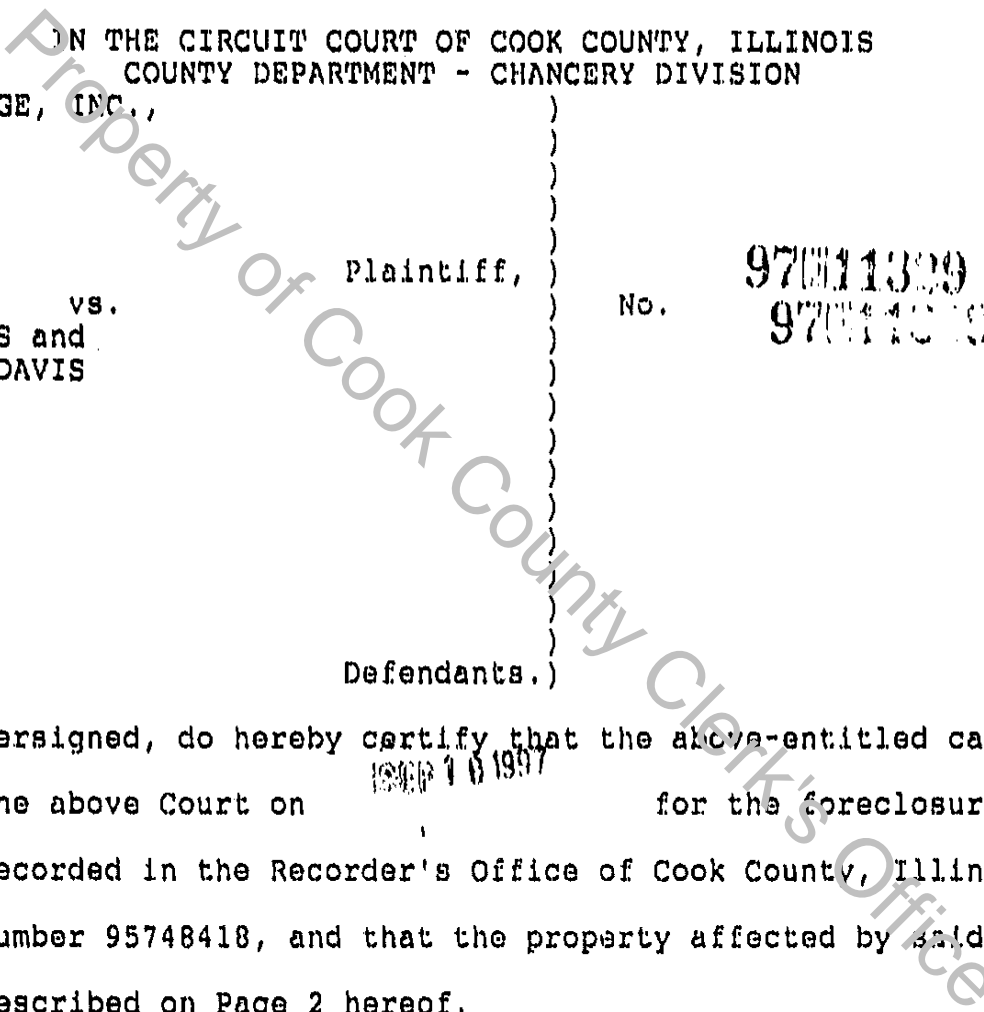 IN THE CIRCUIT COURT OF COOK COUNTY, ILLINOIS
COUNTY DEPARTMENT - CHANCERY DIVISION
GE, INC., )
)
)
)
)
Plaintiff, )
vs. ) No.
S and )
DAVIS )
)
)
)
)
)
)
)
)
Defendants.)
ersigned, do hereby certify that the above-entitled ca
SEP 10 1997
he above Court on for the foreclosur
ecorded in the Recorder's Office of Cook County, Illin
umber 95748418, and that the property affected by said
escribed on Page 2 hereof.
Property of Cook County Clerk's Office